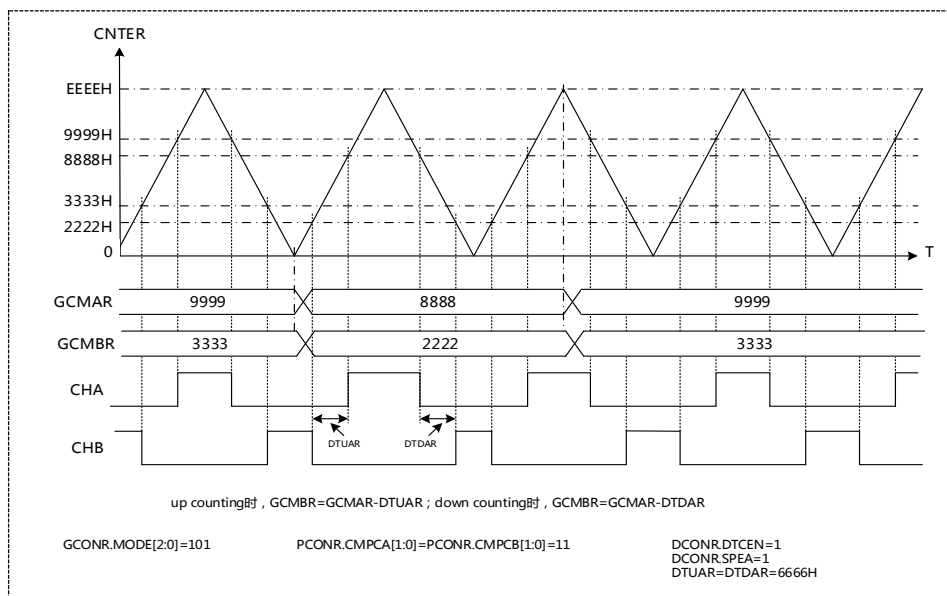 CNTER
EEEEH
9999H
8888H
3333H
2222H
0
T
GCMAR 9999 8888 9999
GCMBR 3333 2222 3333
CHA
DTUAR DTDAR
CHB
up counting时，GCMBR=GCMAR-DTUAR；down counting时，GCMBR=GCMAR-DTDAR
GCONR.MODE[2:0]=101 PCONR.CMPCA[1:0]=PCONR.CMPCB[1:0]=11 DCONR.DTCEN=1
DCONR.SPEA=1
DTUAR=DTDAR=6666H